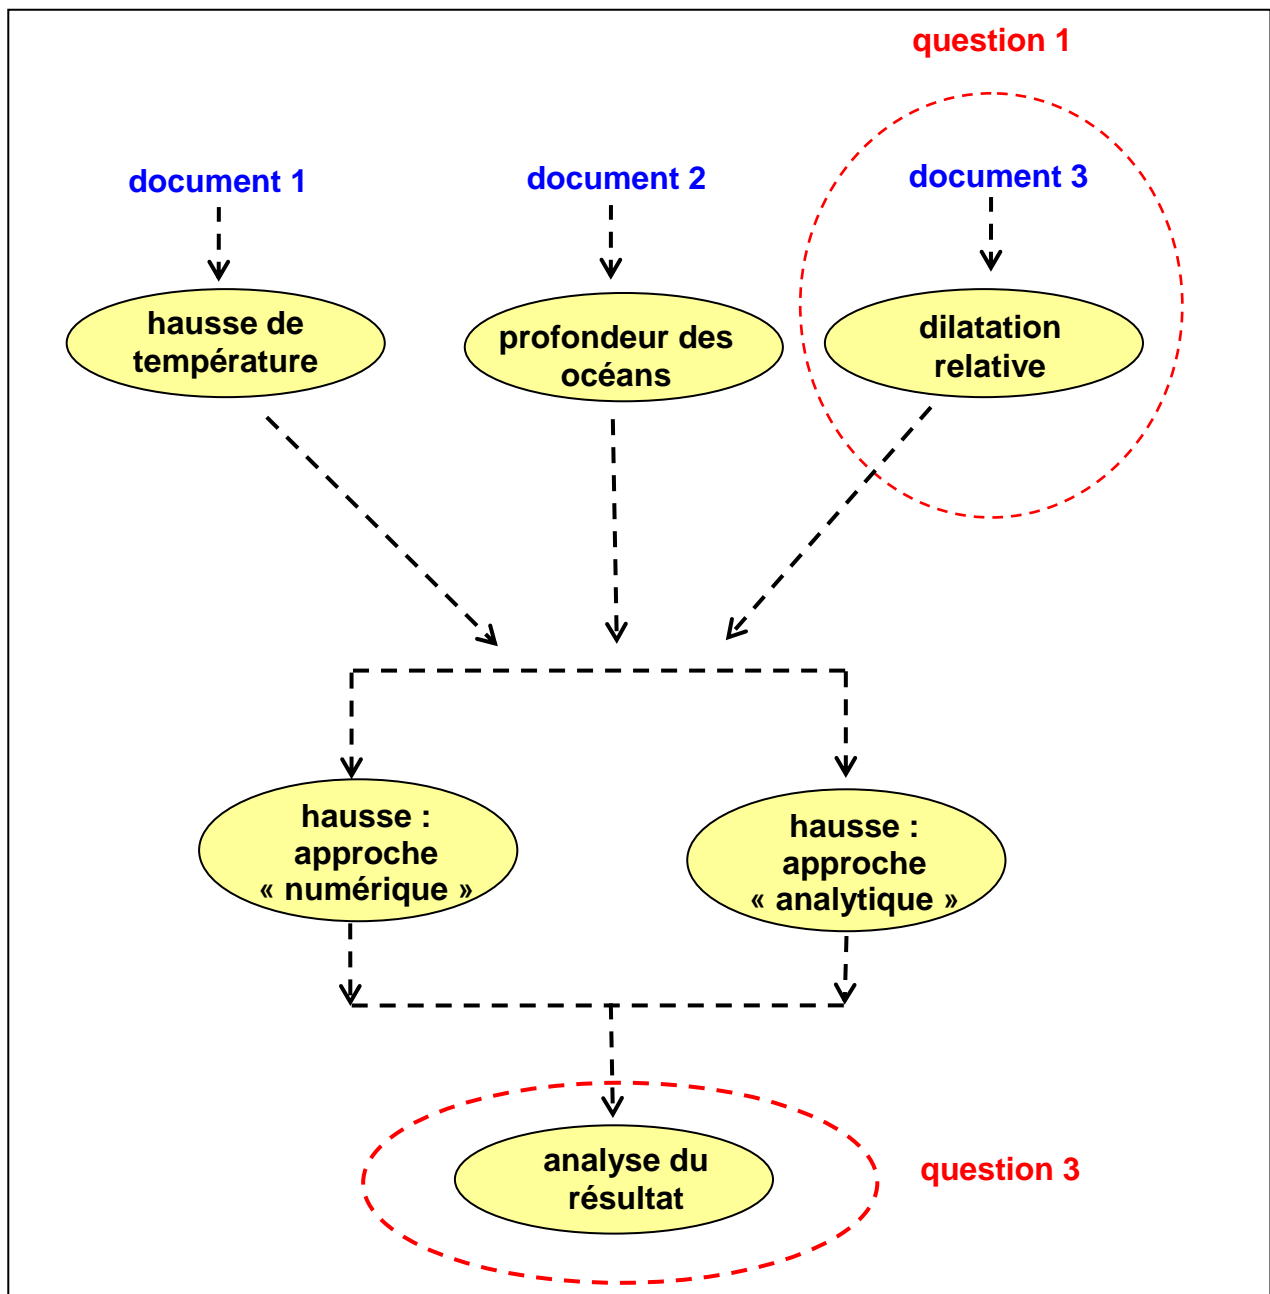 question 1
document 1
document 2
document 3
hausse de
température
profondeur des
océans
dilatation
relative
hausse :
approche
« numérique »
hausse :
approche
« analytique »
analyse du
résultat
question 3